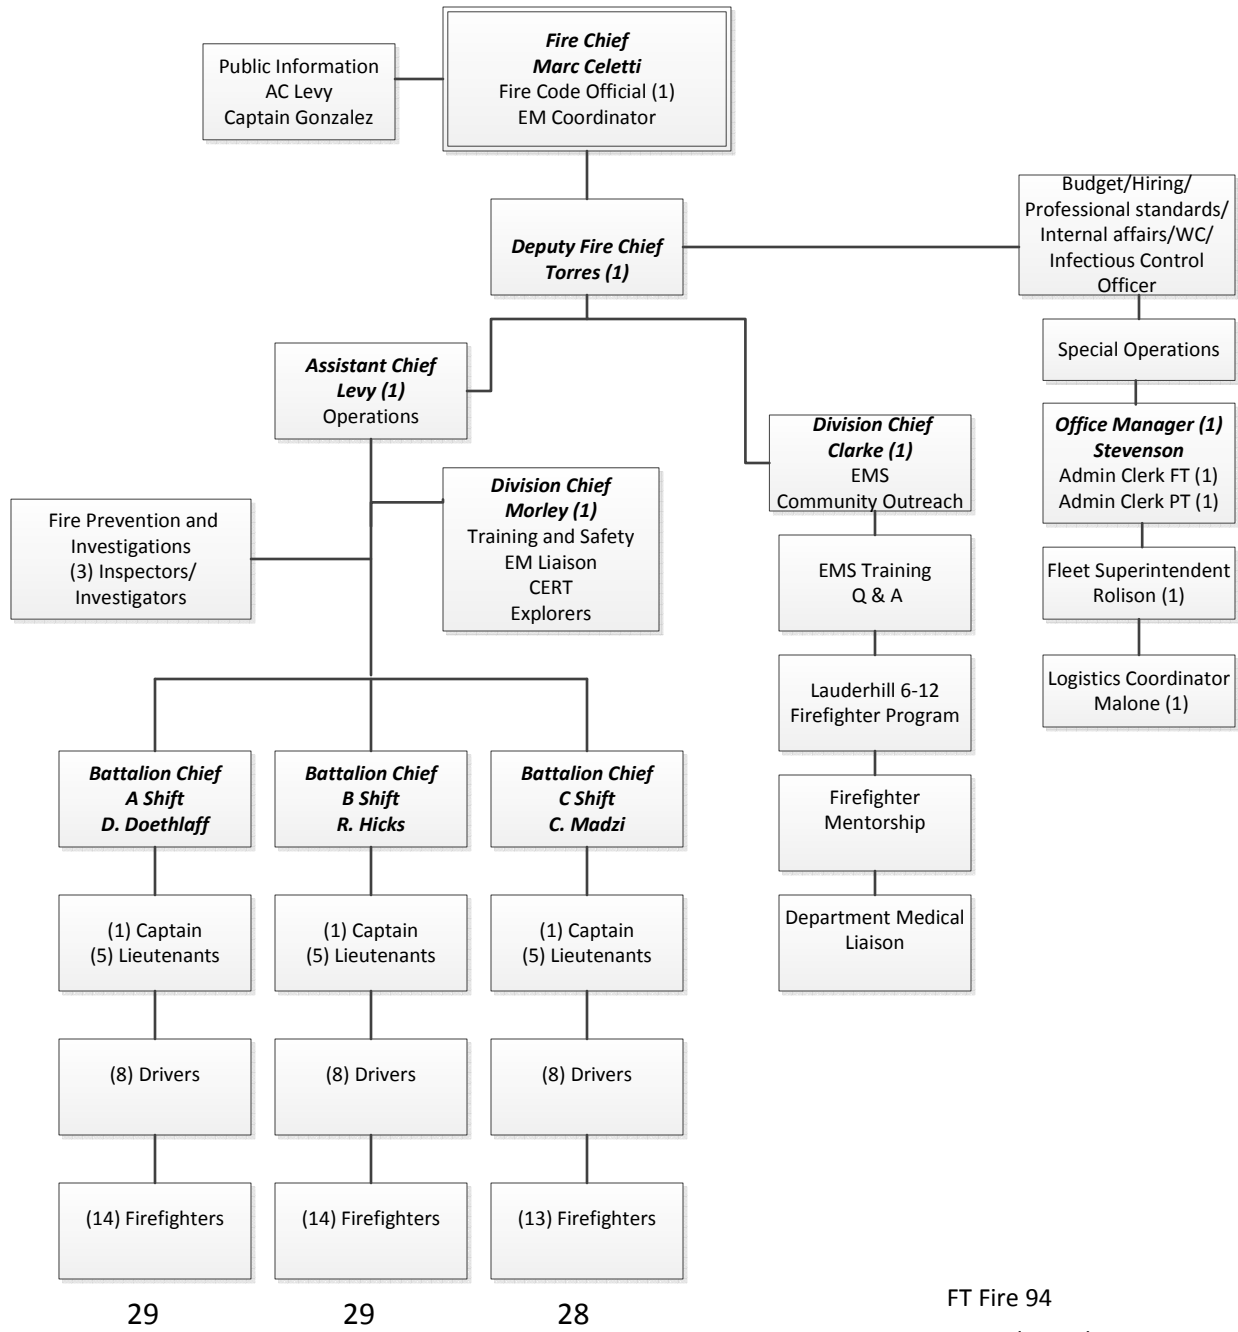 Fire Chief
Marc Celetti
Fire Code Official (1)
EM Coordinator
Public Information
AC Levy
Captain Gonzalez
Deputy Fire Chief
Torres (1)
Budget/Hiring/
Professional standards/
Internal affairs/WC/
Infectious Control
Officer
Special Operations
Office Manager (1)
Stevenson
Admin Clerk FT (1)
Admin Clerk PT (1)
Fleet Superintendent
Rolison (1)
Logistics Coordinator
Malone (1)
Assistant Chief
Levy (1)
Operations
Division Chief
Clarke (1)
EMS
Community Outreach
EMS Training
Q & A
Lauderhill 6-12
Firefighter Program
Firefighter
Mentorship
Department Medical
Liaison
Division Chief
Morley (1)
Training and Safety
EM Liaison
CERT
Explorers
Fire Prevention and
Investigations
(3) Inspectors/
Investigators
Battalion Chief
A Shift
D. Doethlaff
(1) Captain
(5) Lieutenants
(8) Drivers
(14) Firefighters
29
Battalion Chief
B Shift
R. Hicks
(1) Captain
(5) Lieutenants
(8) Drivers
(14) Firefighters
29
Battalion Chief
C Shift
C. Madzi
(1) Captain
(5) Lieutenants
(8) Drivers
(13) Firefighters
28
FT Fire 94